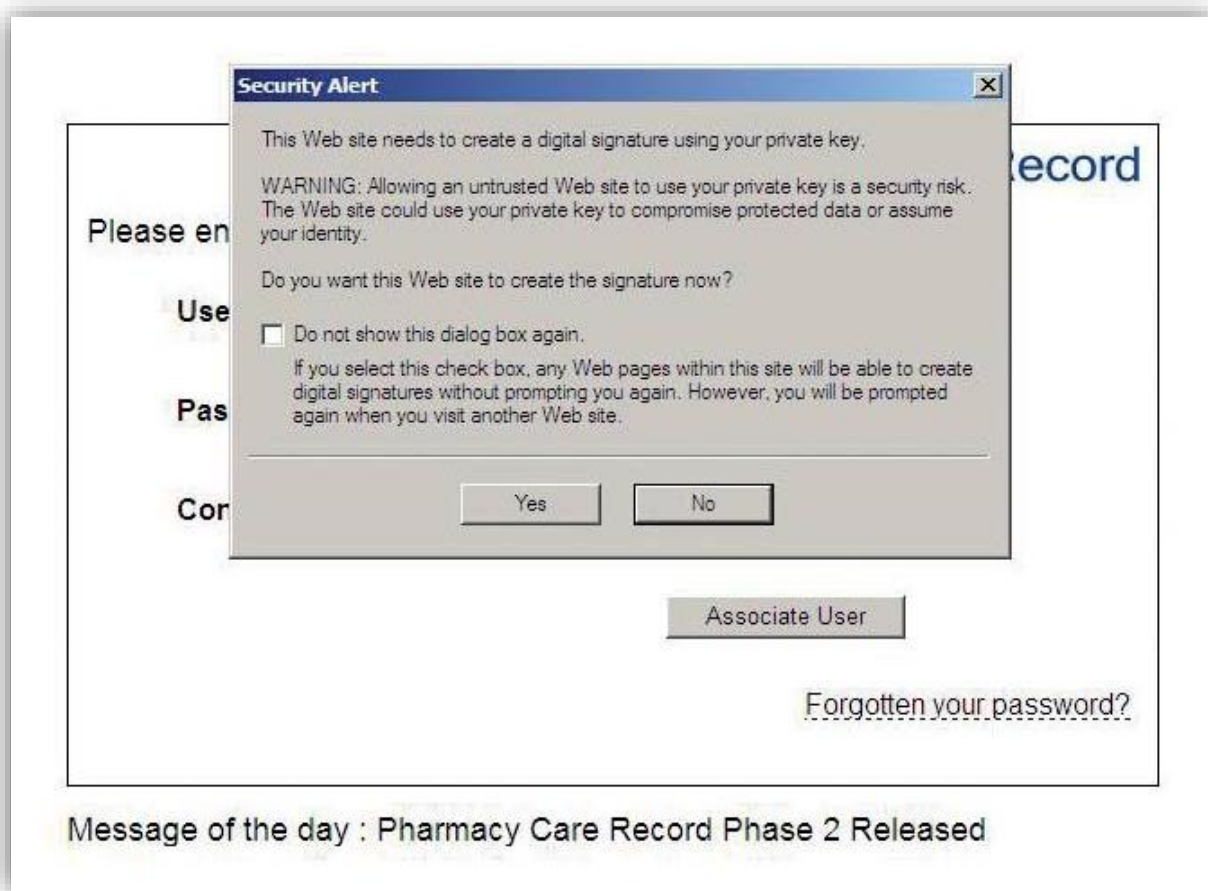 Security Alert
This Web site needs to create a digital signature using your private key.
WARNING: Allowing an untrusted Web site to use your private key is a security risk.
The Web site could use your private key to compromise protected data or assume
your identity.
Do you want this Web site to create the signature now?
Do not show this dialog box again.
If you select this check box, any Web pages within this site will be able to create
digital signatures without prompting you again. However, you will be prompted
again when you visit another Web site.
Yes No
ecord
Please en
Use
Pas
Con
Associate User
Forgotten your password?
Message of the day : Pharmacy Care Record Phase 2 Released